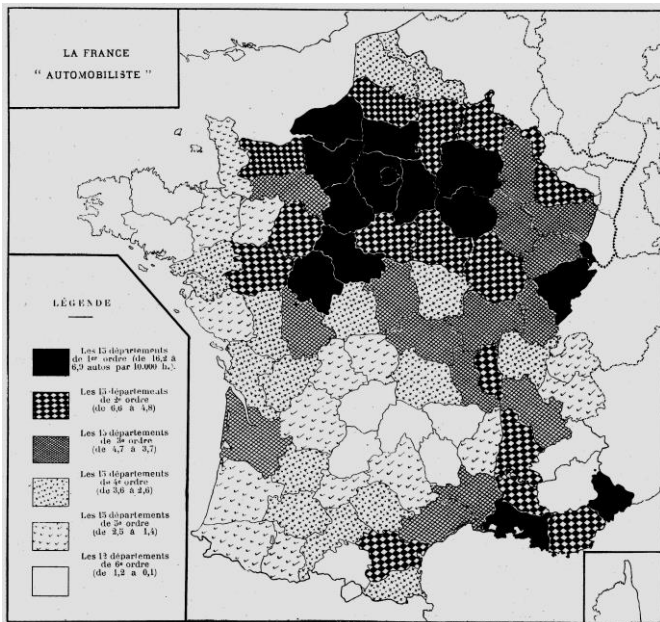 LA FRANCE
" AUTOMOBILISTE "
LÉGENDE
Les 15 départements
de 1er ordre (de 16,2 à
6,9 autos par 10.000 h.)
Les 15 départements
de 2e ordre
(de 6,6 à 4,8)
Les 15 départements
de 3e ordre
(de 4,7 à 3,7)
Les 15 départements
de 4e ordre
(de 3,6 à 2,6)
Les 15 départements
de 5e ordre
(de 2,5 à 1,4)
Les 12 départements
de 6e ordre
(de 1,2 à 0,1)